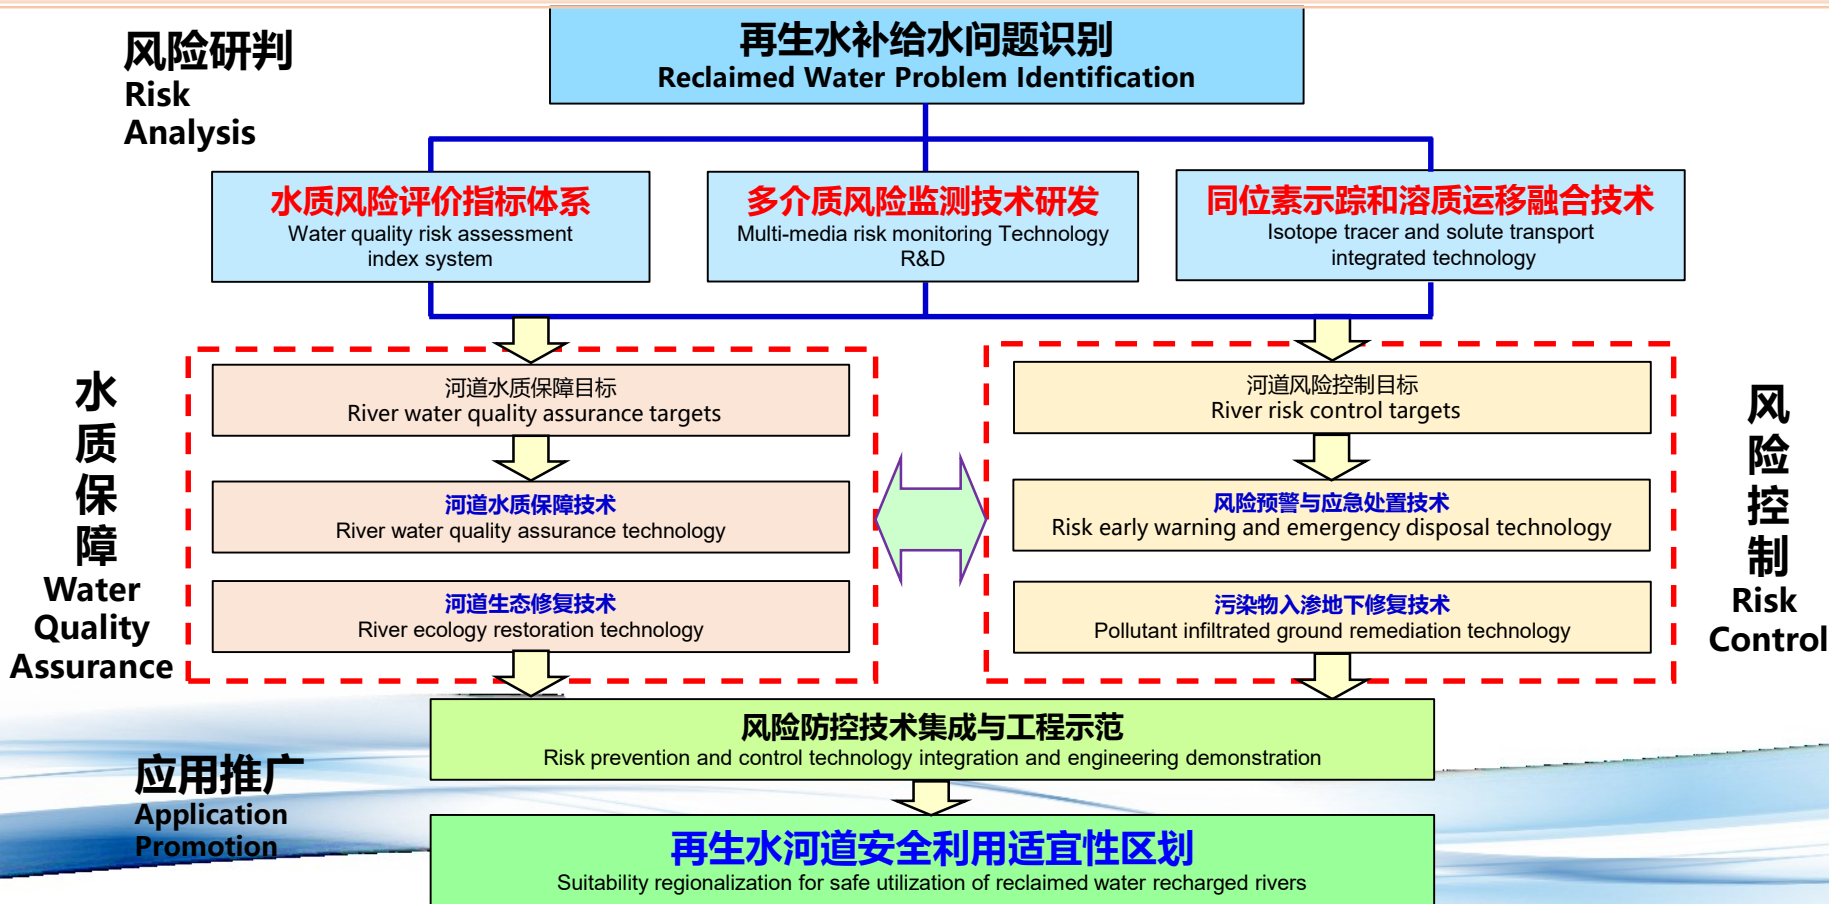 风险研判
Risk
Analysis
再生水补给水问题识别
Reclaimed Water Problem Identification
水质风险评价指标体系
Water quality risk assessment
index system
多介质风险监测技术研发
Multi-media risk monitoring Technology
R&D
同位素示踪和溶质运移融合技术
Isotope tracer and solute transport
integrated technology
水
质
保
障
Water
Quality
Assurance
河道水质保障目标
River water quality assurance targets
河道水质保障技术
River water quality assurance technology
河道生态修复技术
River ecology restoration technology
河道风险控制目标
River risk control targets
风险预警与应急处置技术
Risk early warning and emergency disposal technology
污染物入渗地下修复技术
Pollutant infiltrated ground remediation technology
风
险
控
制
Risk
Control
应用推广
Application
Promotion
风险防控技术集成与工程示范
Risk prevention and control technology integration and engineering demonstration
再生水河道安全利用适宜性区划
Suitability regionalization for safe utilization of reclaimed water recharged rivers